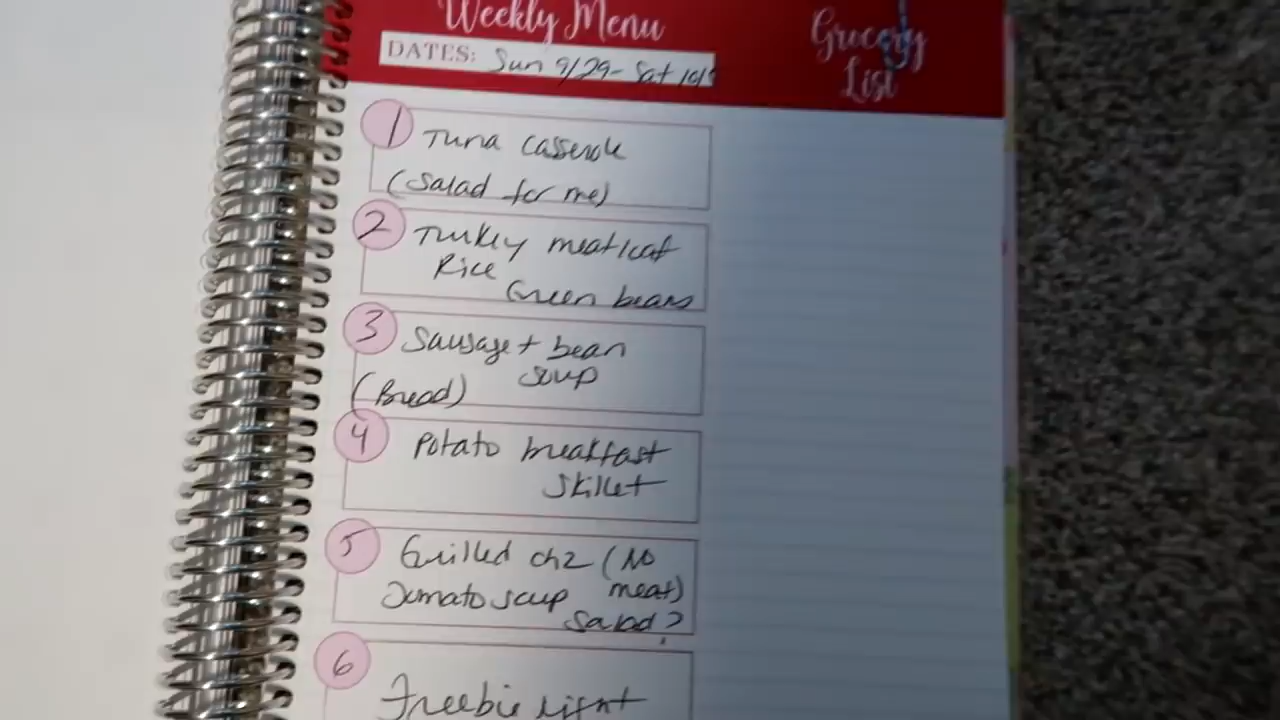 Weekly Menu
DATES: Sun 9/29 - Sat 10/5
Grocery
List
1 Tuna casserole
(Salad for me)
2 Turkey meatloaf
Rice
Green beans
3 Sausage + bean
soup
(Bread)
4 Potato breakfast
skillet
5 Grilled chz (No
Tomato soup meat)
Salad?
6
Freebie night